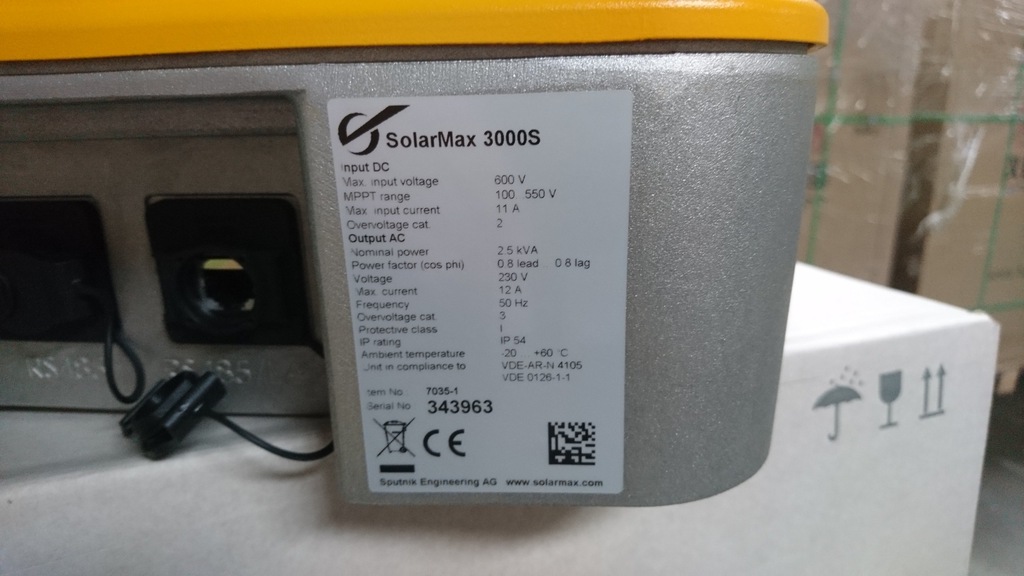 SolarMax 3000S
Input DC
Max. input voltage 600 V
MPPT range 100 550 V
Max. input current 11 A
Overvoltage cat. 2
Output AC
Nominal power 2.5 kVA
Power factor (cos phi) 0.8 lead 0.8 lag
Voltage 230 V
Max. current 12 A
Frequency 50 Hz
Overvoltage cat. 3
Protective class I
IP rating IP 54
Ambient temperature -20 +60 °C
Unit in compliance to VDE-AR-N 4105
VDE 0126-1-1
Item No. 7035-1
Serial No 343963
CE
Sputnik Engineering AG www.solarmax.com